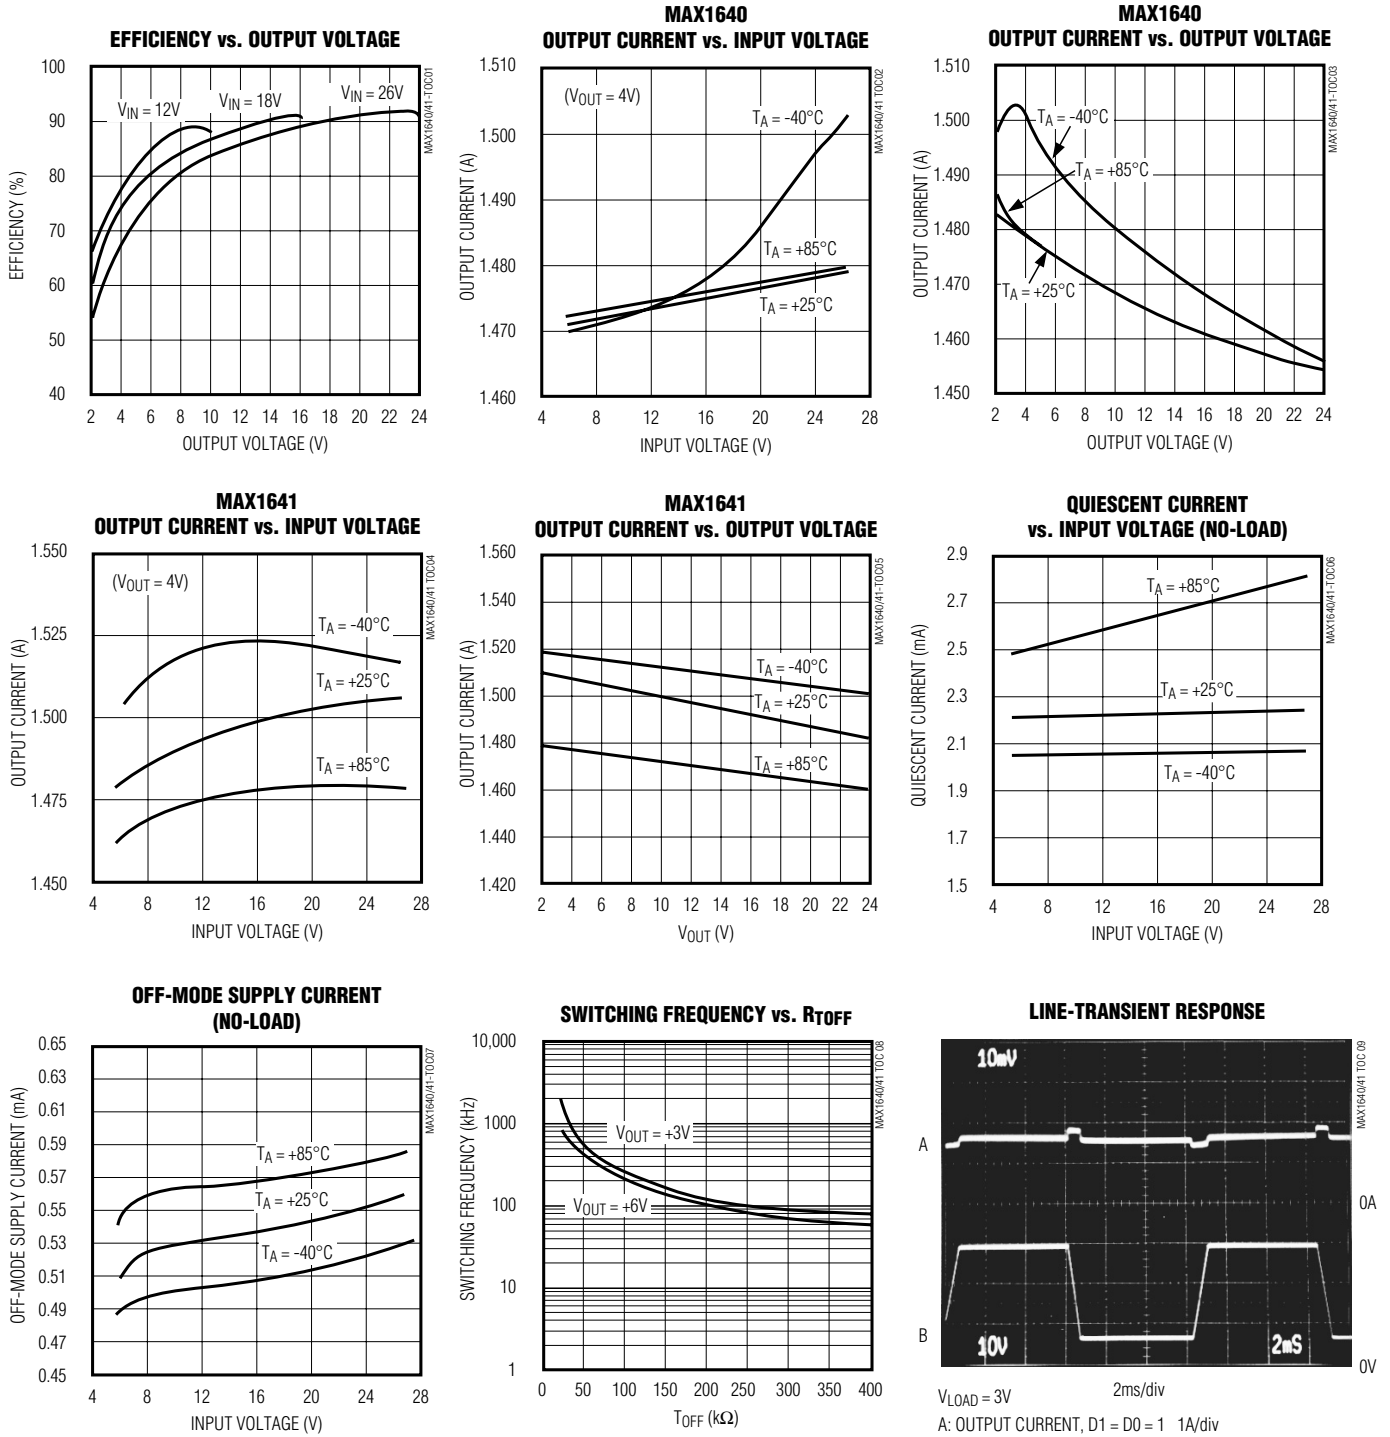 EFFICIENCY vs. OUTPUT VOLTAGE
100
90
80
70
60
50
40
EFFICIENCY (%)
VIN = 12V
VIN = 18V
VIN = 26V
2 4 6 8 10 12 14 16 18 20 22 24
OUTPUT VOLTAGE (V)
MAX1640/41-TOC01
MAX1640
OUTPUT CURRENT vs. INPUT VOLTAGE
1.510
1.500
1.490
1.480
1.470
1.460
OUTPUT CURRENT (A)
(VOUT = 4V)
TA = -40°C
TA = +85°C
TA = +25°C
4 8 12 16 20 24 28
INPUT VOLTAGE (V)
MAX1640/41 TOC02
MAX1640
OUTPUT CURRENT vs. OUTPUT VOLTAGE
1.510
1.500
1.490
1.480
1.470
1.460
1.450
OUTPUT CURRENT (A)
TA = -40°C
TA = +85°C
TA = +25°C
2 4 6 8 10 12 14 16 18 20 22 24
OUTPUT VOLTAGE (V)
MAX1640/41-TOC03
MAX1641
OUTPUT CURRENT vs. INPUT VOLTAGE
1.550
1.525
1.500
1.475
1.450
OUTPUT CURRENT (A)
(VOUT = 4V)
TA = -40°C
TA = +25°C
TA = +85°C
4 8 12 16 20 24 28
INPUT VOLTAGE (V)
MAX1640/41 TOC04
MAX1641
OUTPUT CURRENT vs. OUTPUT VOLTAGE
1.560
1.540
1.520
1.500
1.480
1.460
1.440
1.420
OUTPUT CURRENT (A)
TA = -40°C
TA = +25°C
TA = +85°C
2 4 6 8 10 12 14 16 18 20 22 24
VOUT (V)
MAX1640/41-TOC05
QUIESCENT CURRENT
vs. INPUT VOLTAGE (NO-LOAD)
2.9
2.7
2.5
2.3
2.1
1.9
1.7
1.5
QUIESCENT CURRENT (mA)
TA = +85°C
TA = +25°C
TA = -40°C
4 8 12 16 20 24 28
INPUT VOLTAGE (V)
MAX1640/41-TOC06
OFF-MODE SUPPLY CURRENT
(NO-LOAD)
0.65
0.63
0.61
0.59
0.57
0.55
0.53
0.51
0.49
0.47
0.45
OFF-MODE SUPPLY CURRENT (mA)
TA = +85°C
TA = +25°C
TA = -40°C
4 8 12 16 20 24 28
INPUT VOLTAGE (V)
MAX1640/41-TOC07
SWITCHING FREQUENCY vs. RTOFF
10,000
1000
100
10
1
SWITCHING FREQUENCY (kHz)
VOUT = +3V
VOUT = +6V
0 50 100 150 200 250 300 350 400
TOFF (kΩ)
MAX1640/41 TOC 08
LINE-TRANSIENT RESPONSE
10mV
A
0A
B
10V
2mS
0V
MAX1640/41 TOC 09
2ms/div
VLOAD = 3V
A: OUTPUT CURRENT, D1 = D0 = 1 1A/div